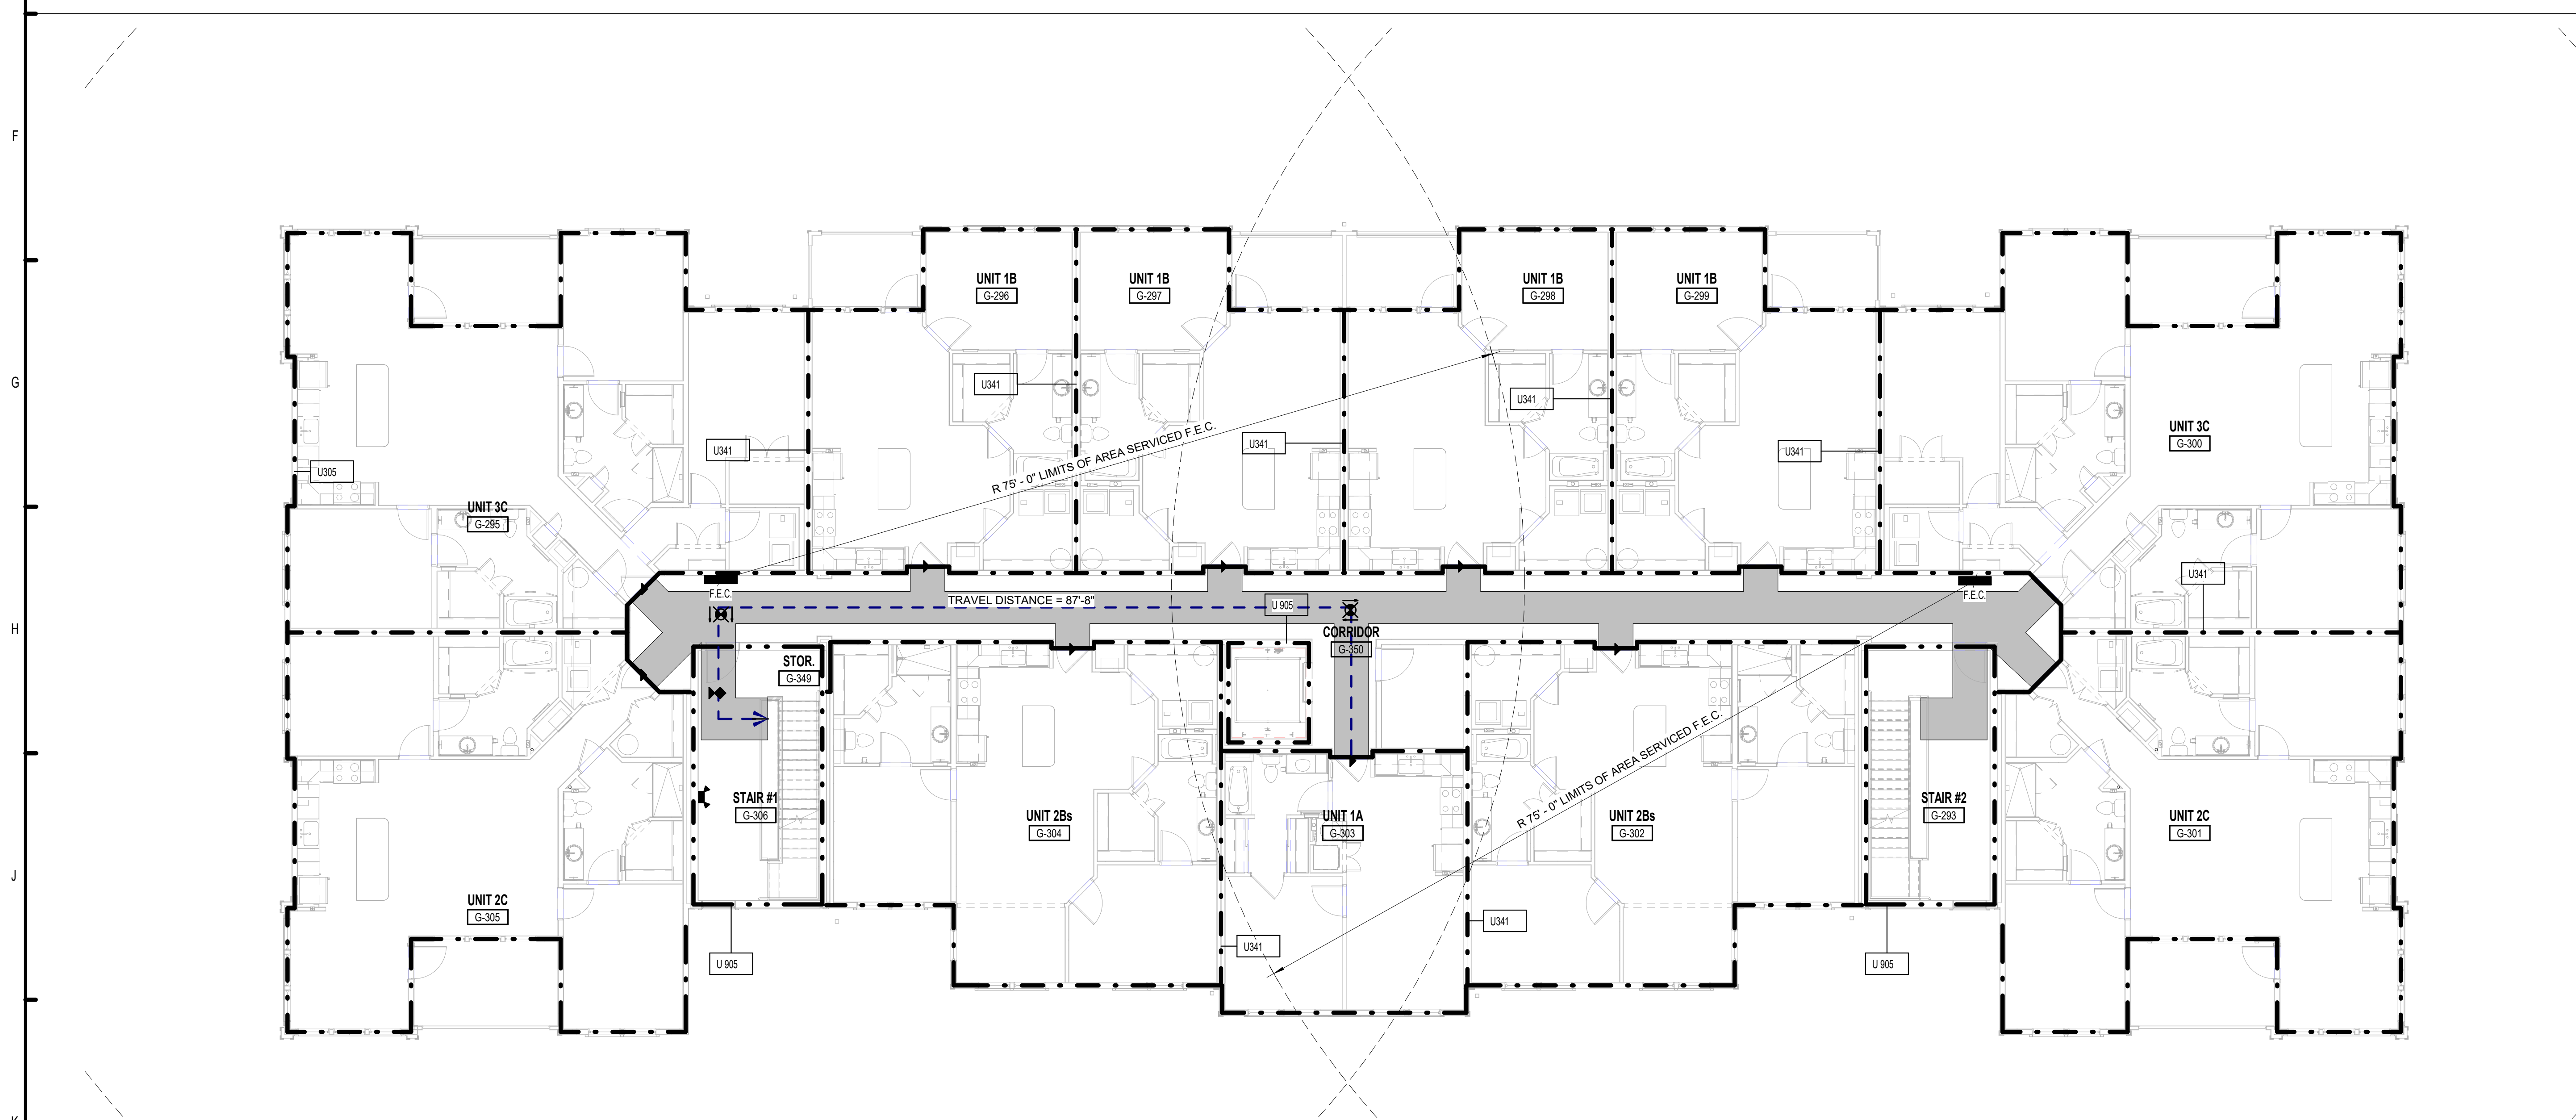 F
UNIT 1B
G-296
UNIT 1B
G-297
UNIT 1B
G-298
UNIT 1B
G-299
G
U341
U341
UNIT 3C
G-300
R 75' - 0" LIMITS OF AREA SERVICED F.E.C.
U341
U341
U341
U305
UNIT 3C
G-295
U341
F.E.C.
F.E.C.
TRAVEL DISTANCE = 87'-8"
U 905
H
CORRIDOR
G-350
STOR.
G-349
R 75' - 0" LIMITS OF AREA SERVICED F.E.C.
STAIR #1
G-306
UNIT 2Bs
G-304
UNIT 1A
G-303
UNIT 2Bs
G-302
STAIR #2
G-293
UNIT 2C
G-301
J
UNIT 2C
G-305
U341
U341
U 905
U 905
K